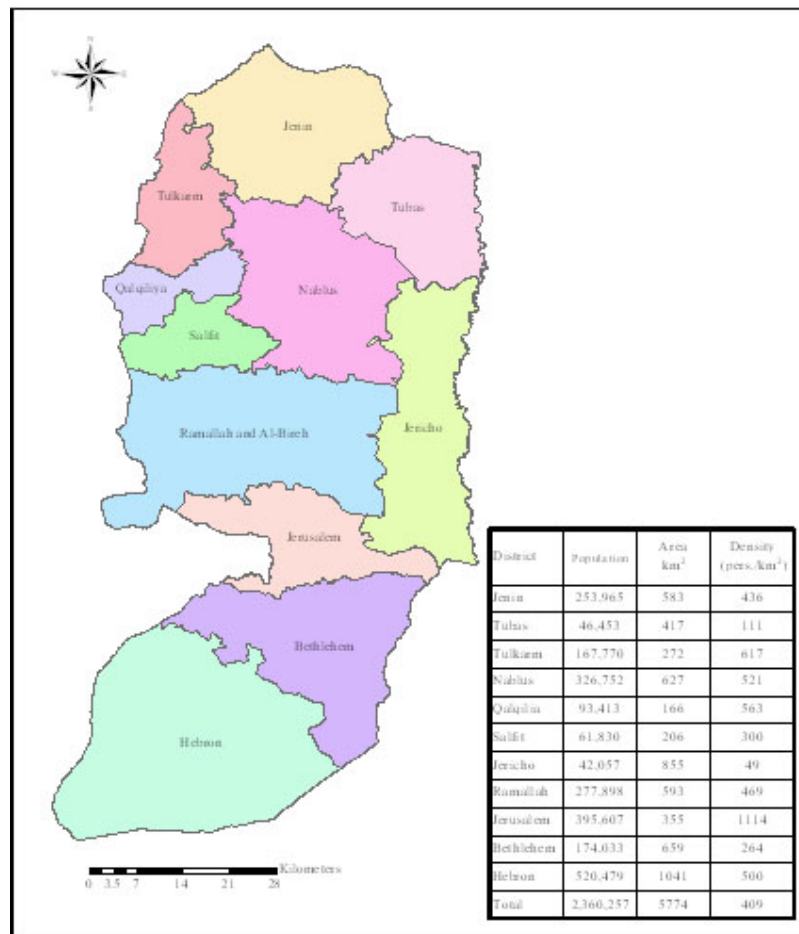 N
W E
S
Jenin
Tulkarm
Tubas
Qalqiliya
Nablus
Salfit
Ramallah and Al-Bireh
Jericho
Jerusalem
Bethlehem
Hebron
Kilometers
0 3.5 7 14 21 28
District Population Area km² Density (pers./km²)
Jenin 253,965 583 436
Tubas 46,453 417 111
Tulkarm 167,770 272 617
Nablus 326,752 627 521
Qalqilia 93,413 166 563
Salfit 61,830 206 300
Jericho 42,057 855 49
Ramallah 277,898 593 469
Jerusalem 395,607 355 1114
Bethlehem 174,033 659 264
Hebron 520,479 1041 500
Total 2,360,257 5774 409